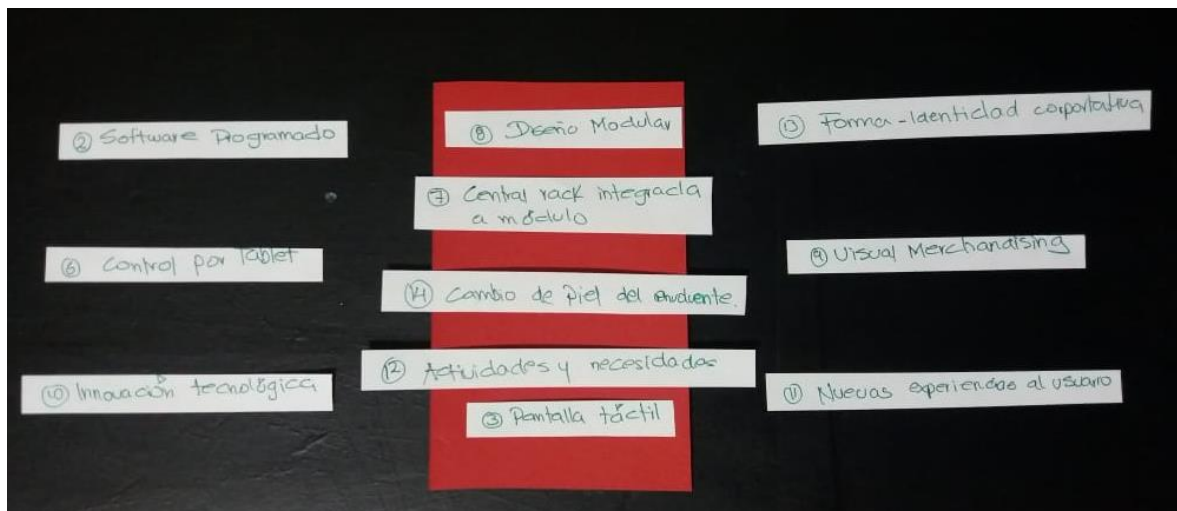 ② Software Programado
⑧ Diseño Modular
⑬ Forma - Identidad corportativa
⑦ Central rack integrada
a módulo
⑥ Control por Tablet
⑨ Visual Merchandising
⑭ Cambio de piel del
⑫ Actividades y necesidades
⑩ Innovación tecnológica
⑪ Nuevas experiencias al usuario
③ Pantalla táctil